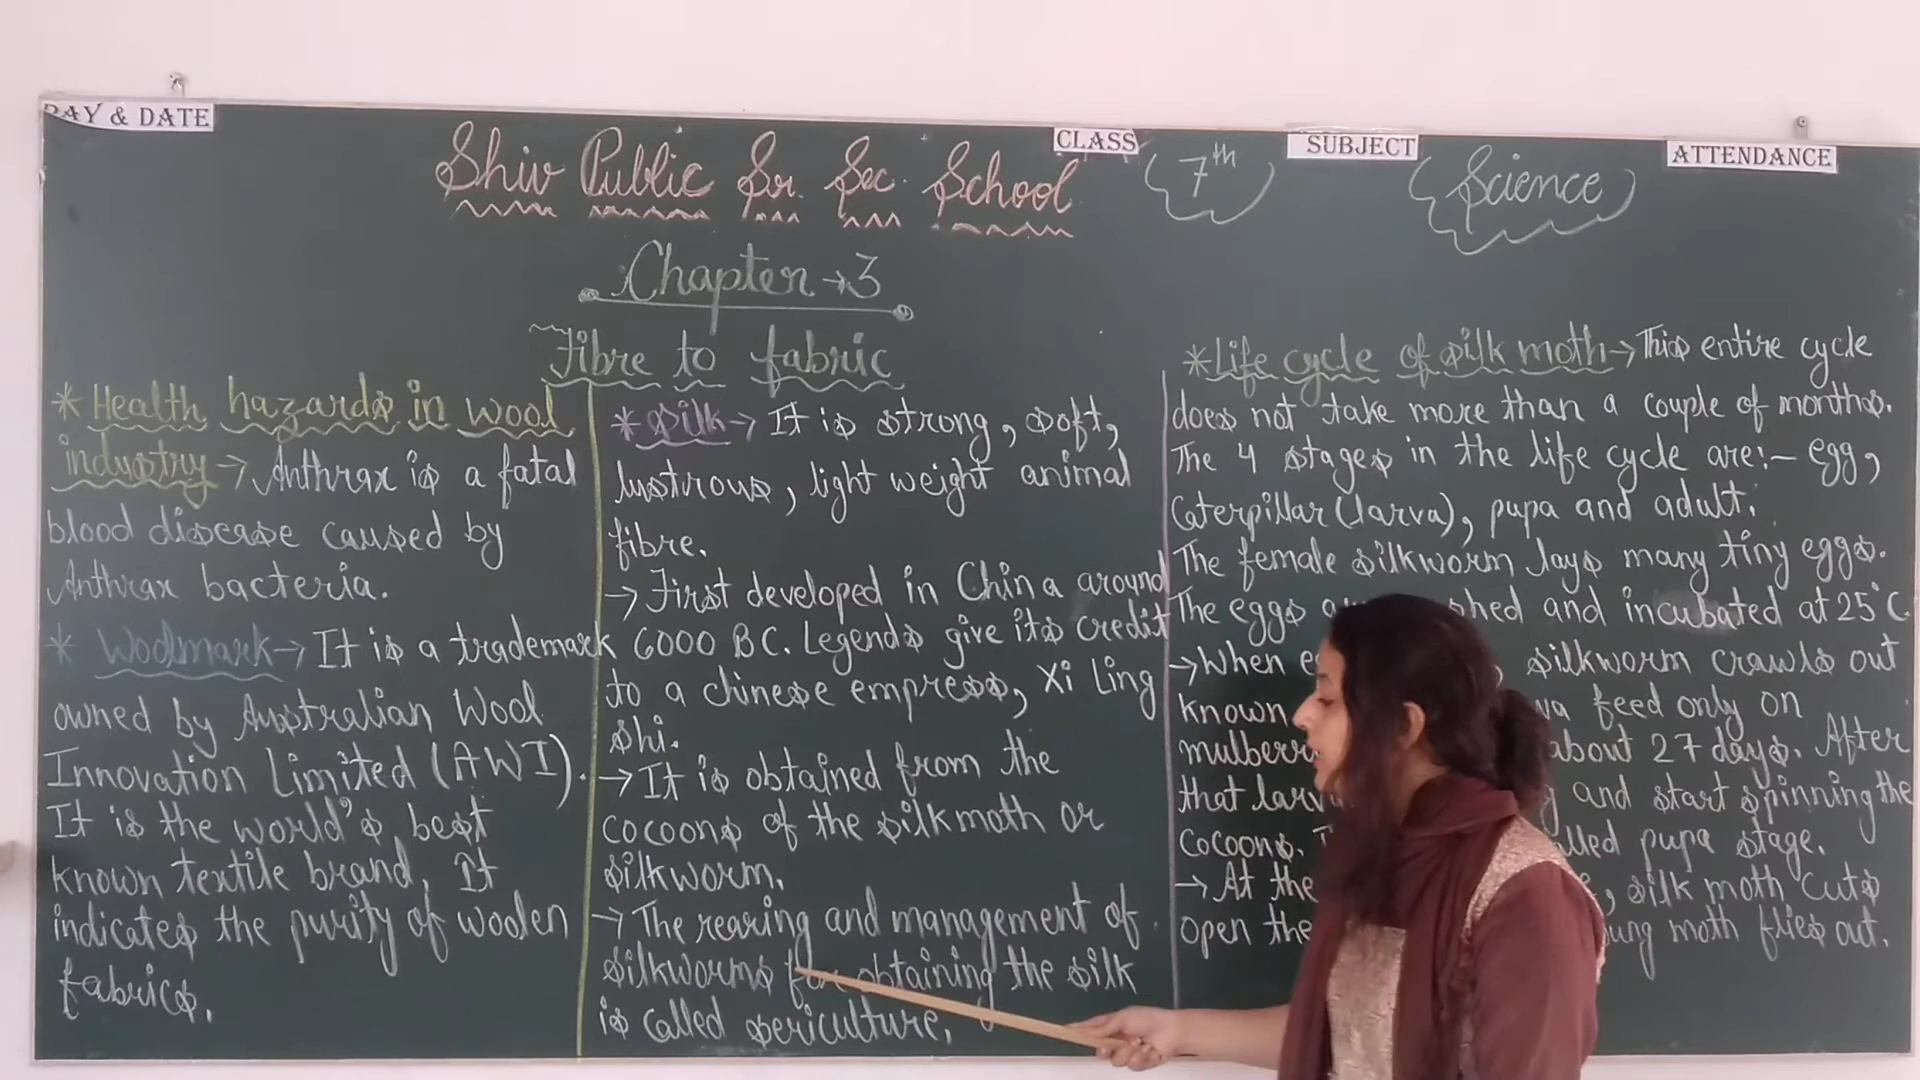 DAY & DATE
CLASS
SUBJECT
ATTENDANCE
Shiv Public Sr. Sec. School
7th
Science
Chapter → 3
Fibre to fabric
* Health hazards in wool
industry → Anthrax is a fatal
blood disease caused by
Anthrax bacteria.
* Woolmark → It is a trademark
owned by Australian Wool
Innovation Limited (AWI).
It is the world's best
known textile brand. It
indicates the purity of woolen
fabrics.
* Silk → It is strong, soft,
lustrous, light weight animal
fibre.
→ First developed in China around
6000 BC. Legends give its credit
to a chinese empress, Xi Ling
Shi.
→ It is obtained from the
cocoons of the silkmoth or
silkworm.
→ The rearing and management of
silkworms for obtaining the silk
is called sericulture.
* Life cycle of silk moth → This entire cycle
does not take more than a couple of months.
The 4 stages in the life cycle are:- egg,
Caterpillar (larva), pupa and adult.
The female silkworm lays many tiny eggs.
The eggs and incubated at 25°C.
→ When silkworm crawls out
known feed only on
about 27 days. After
that and start spinning the
cocoons. pupa stage.
→ At the silk moth cuts
open the moth flies out.